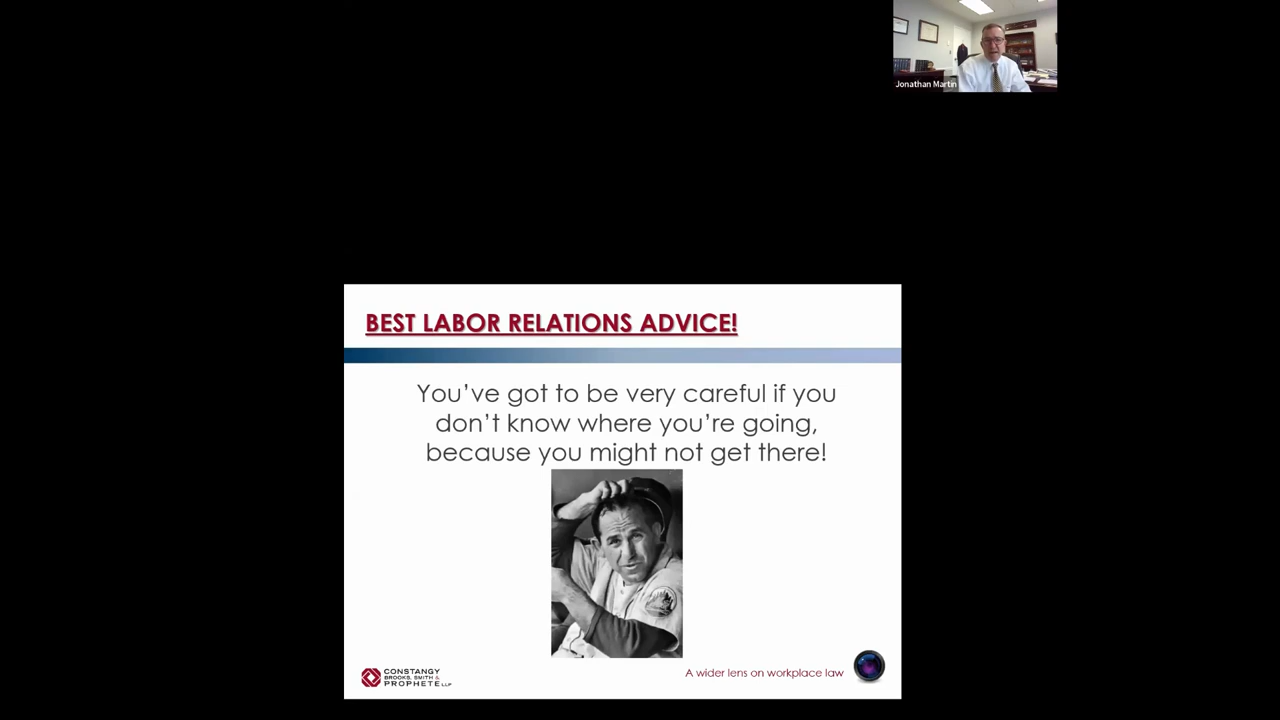 Jonathan Martin
BEST LABOR RELATIONS ADVICE!
You’ve got to be very careful if you
don’t know where you’re going,
because you might not get there!
CONSTANGY
BROOKS, SMITH &
PROPHETE LLP
A wider lens on workplace law